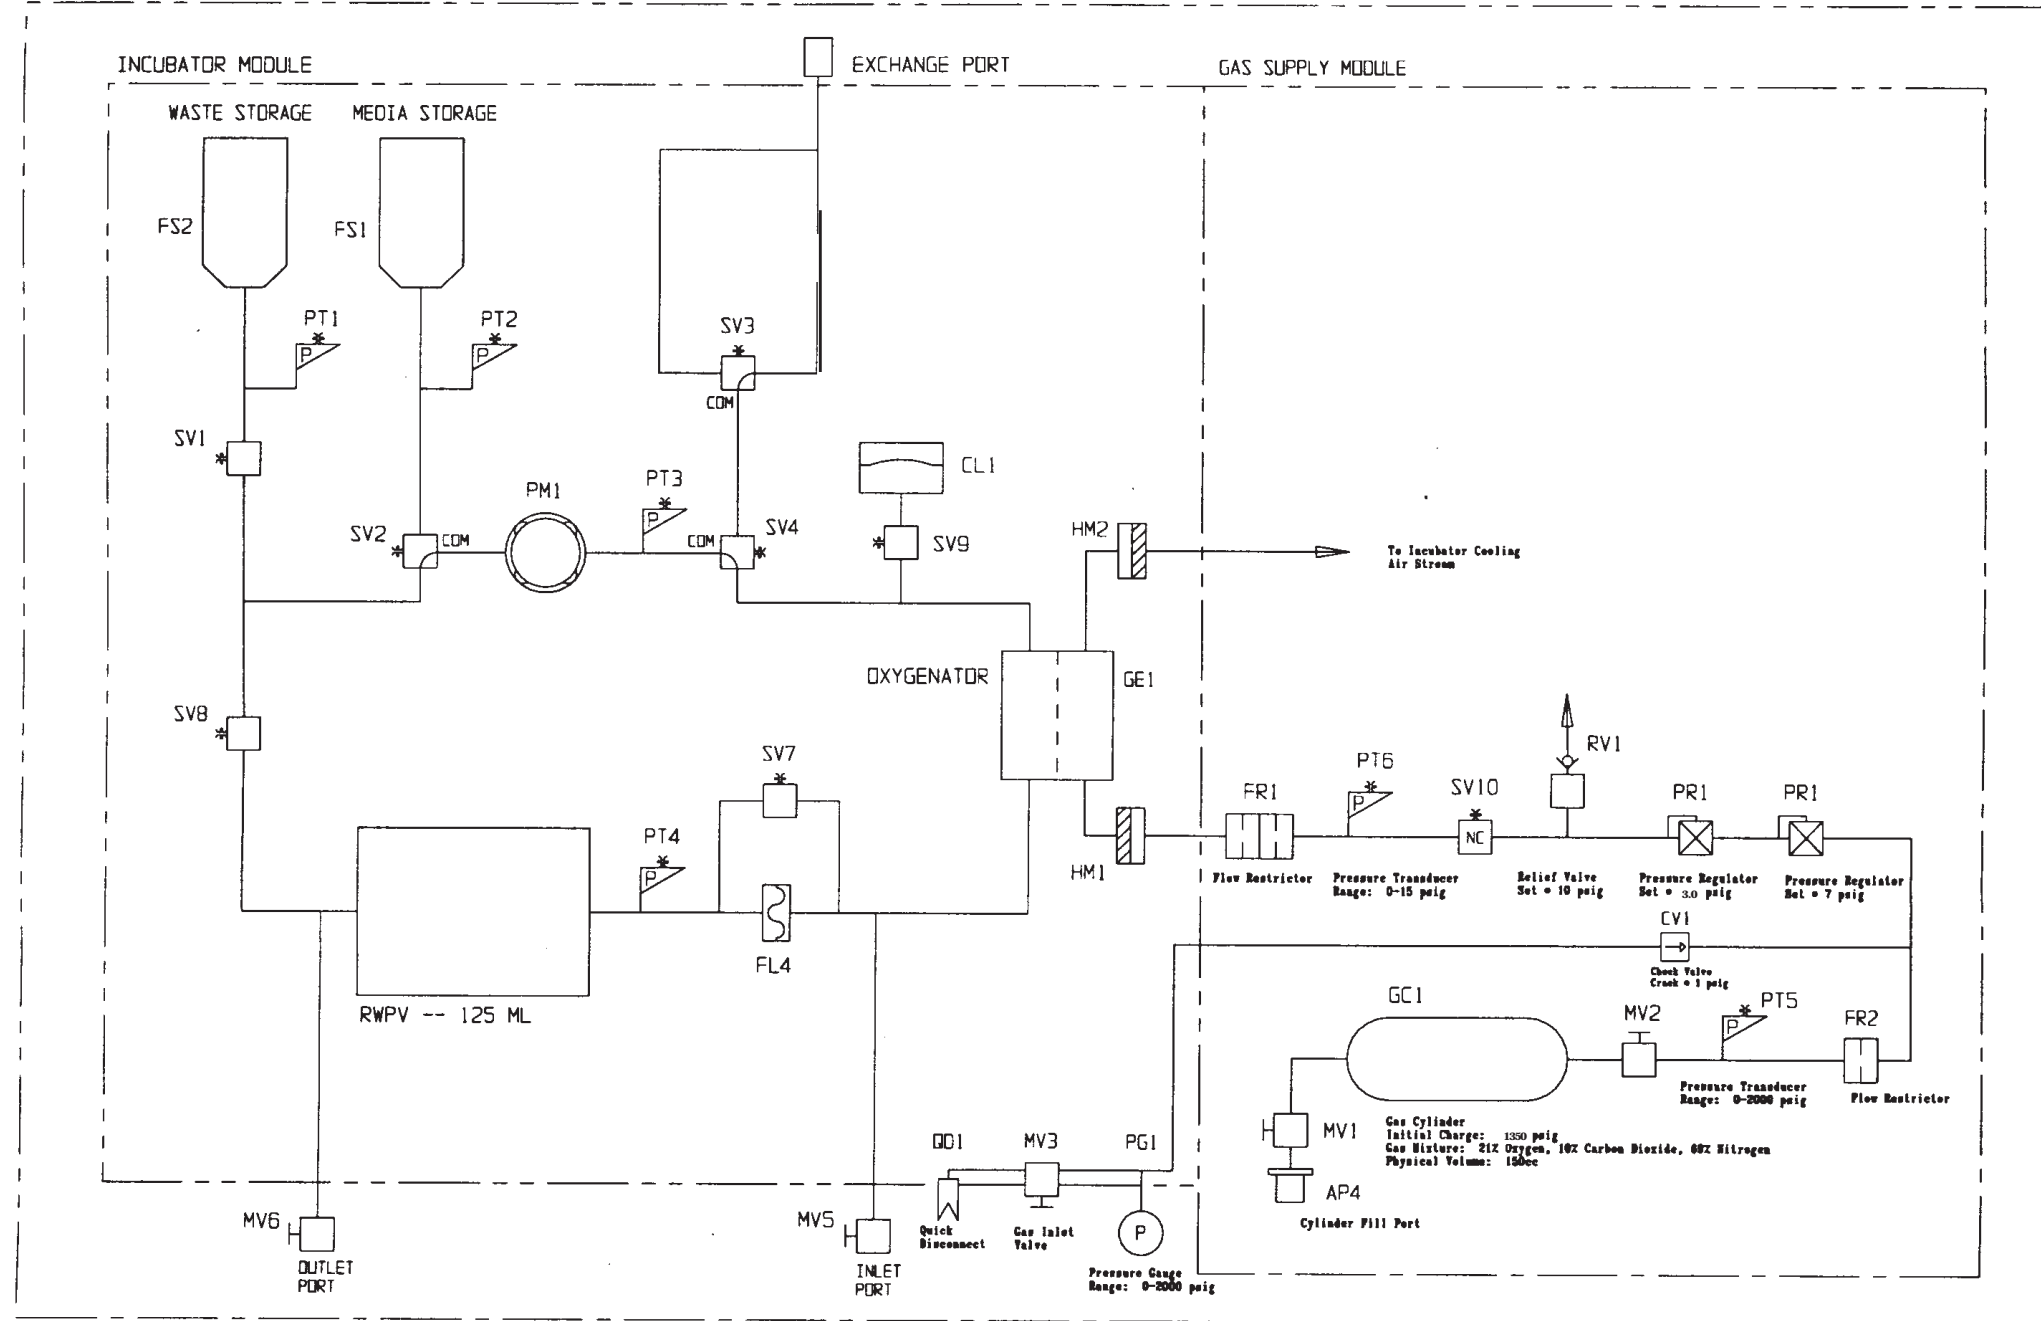 INCUBATOR MODULE
EXCHANGE PORT
GAS SUPPLY MODULE
WASTE STORAGE
MEDIA STORAGE
FS2
FS1
PT1
P
PT2
P
SV3
COM
SV1
CL1
PT3
P
PM1
SV2
COM
COM
SV4
SV9
HM2
To Incubator Cooling
Air Stream
OXYGENATOR
GE1
SV8
SV7
RV1
PT6
P
FR1
SV10
NC
PR1
PR1
PT4
P
HM1
Flow Restrictor
Pressure Transducer
Range: 0-15 psig
Relief Valve
Set = 10 psig
Pressure Regulator
Set = 3.0 psig
Pressure Regulator
Set = 7 psig
CV1
Check Valve
Crack = 1 psig
FL4
RWPV -- 125 ML
GC1
MV2
PT5
P
FR2
Pressure Transducer
Range: 0-2000 psig
Flow Restrictor
MV1
Gas Cylinder
Initial Charge: 1350 psig
Gas Mixture: 21% Oxygen, 10% Carbon Dioxide, 69% Nitrogen
Physical Volume: 150cc
AP4
Cylinder Fill Port
QD1
MV3
PG1
P
Quick
Disconnect
Gas Inlet
Valve
Pressure Gauge
Range: 0-2000 psig
MV6
OUTLET
PORT
MV5
INLET
PORT